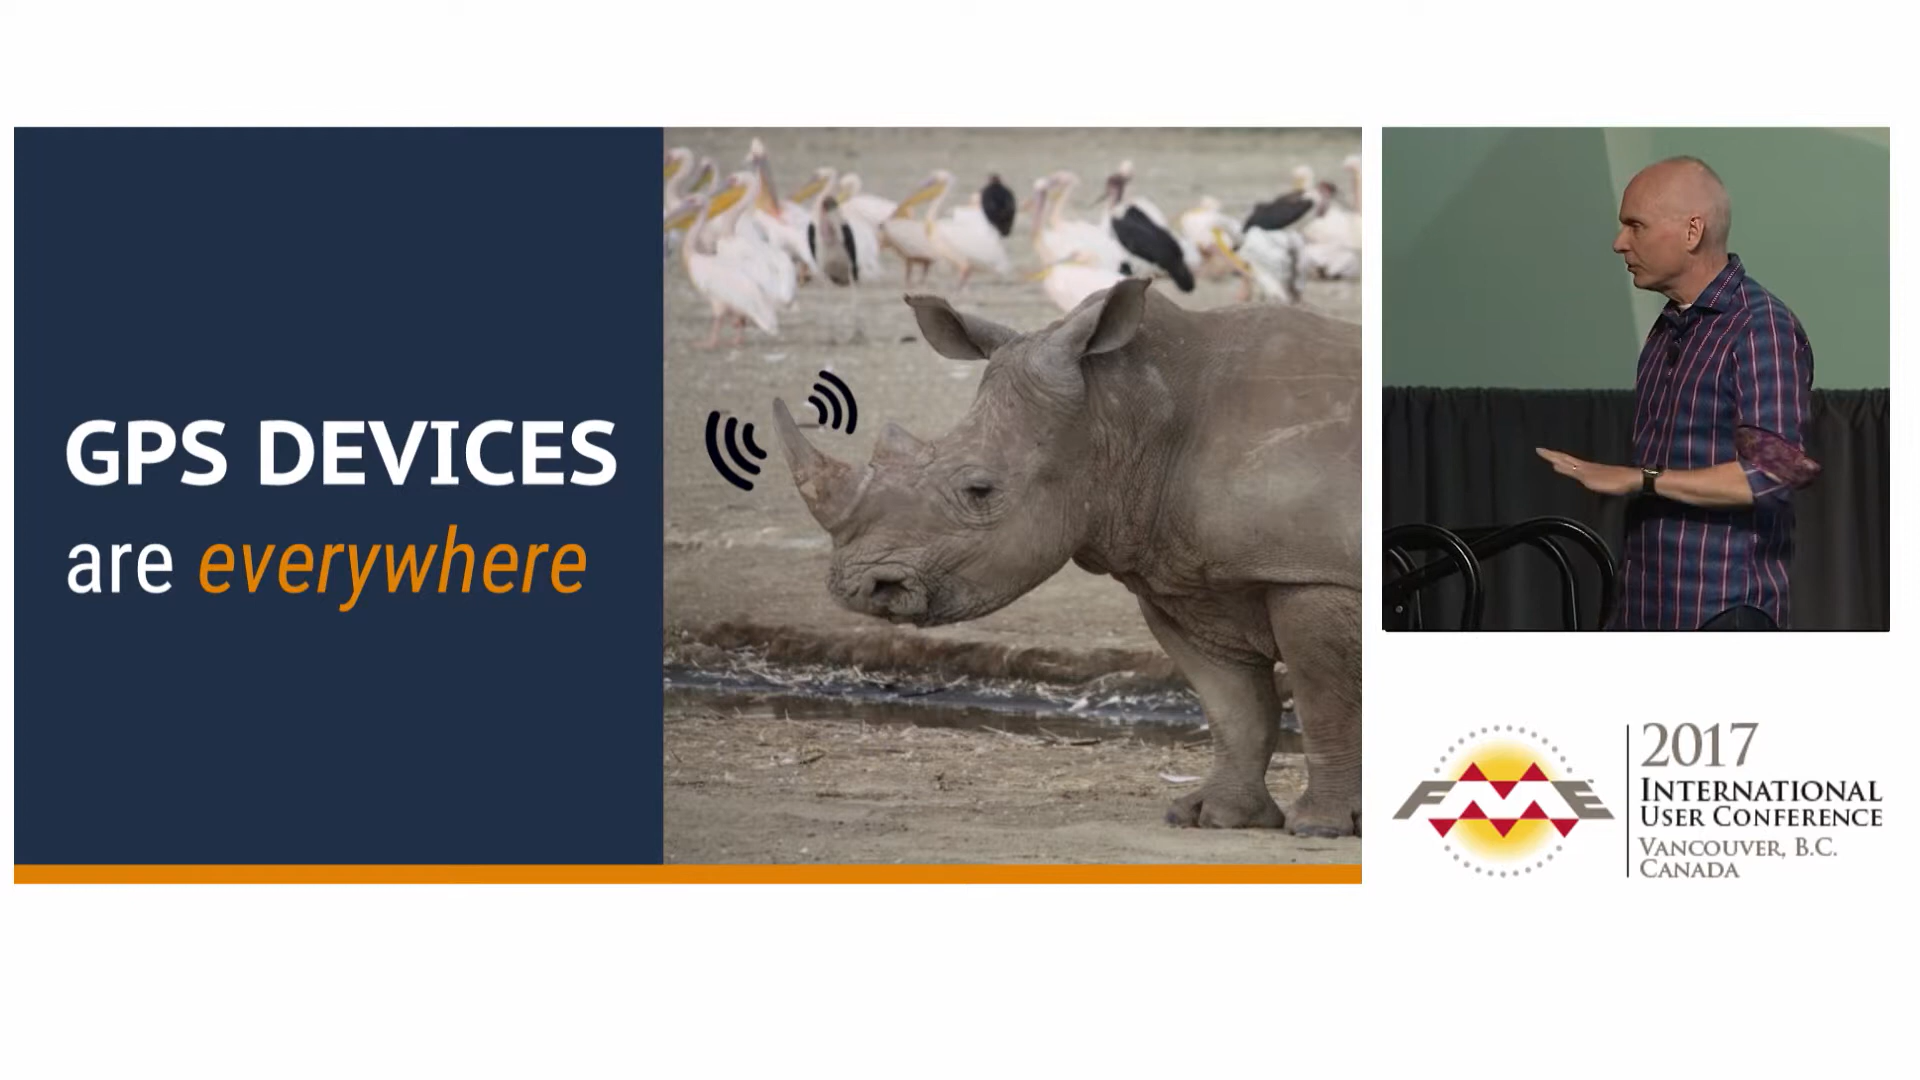 GPS DEVICES
are everywhere
FME
2017
INTERNATIONAL
USER CONFERENCE
VANCOUVER, B.C.
CANADA